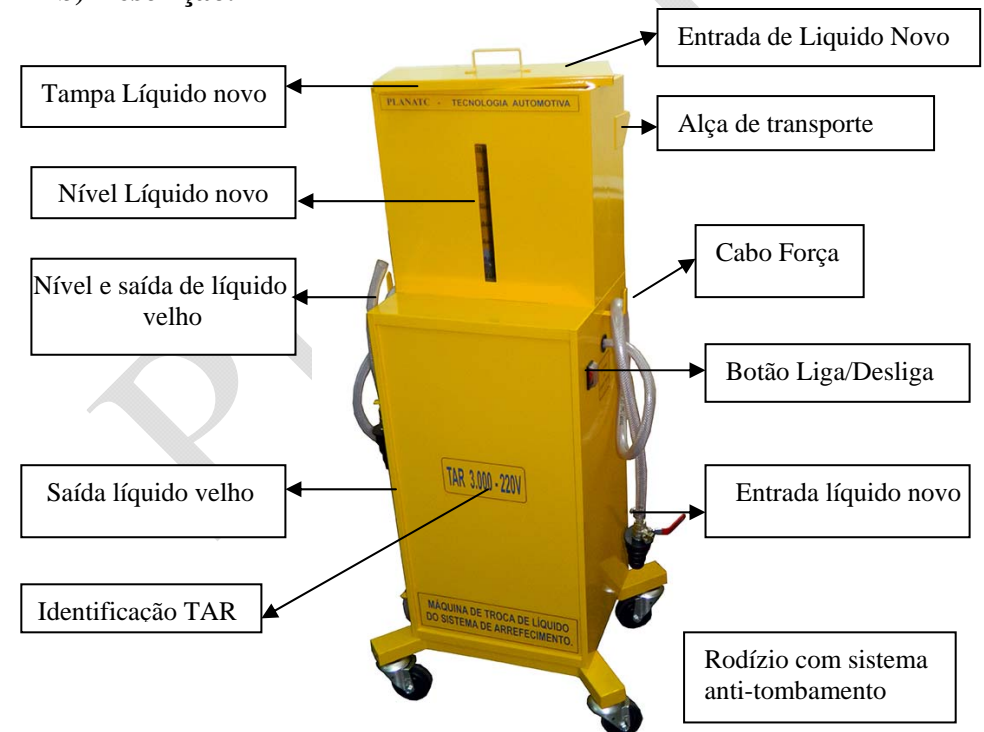 Entrada de Liquido Novo
Tampa Líquido novo
PLANATC - TECNOLOGIA AUTOMOTIVA
Alça de transporte
Nível Líquido novo
Cabo Força
Nível e saída de líquido
velho
Botão Liga/Desliga
Saída líquido velho
TAR 3.000 - 220V
Entrada líquido novo
Identificação TAR
MÁQUINA DE TROCA DE LÍQUIDO
DO SISTEMA DE ARREFECIMENTO.
Rodízio com sistema
anti-tombamento